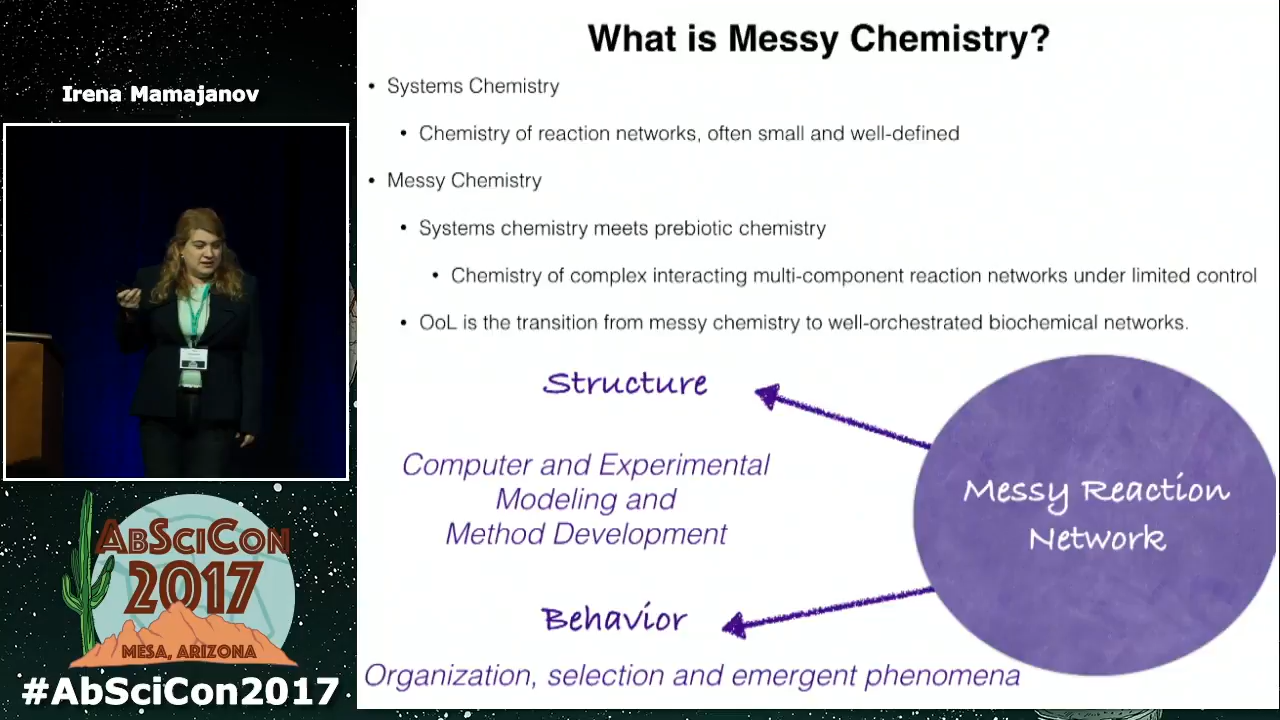 Irena Mamajanov
AbSciCon
2017
MESA, ARIZONA
#AbSciCon2017
What is Messy Chemistry?
• Systems Chemistry
• Chemistry of reaction networks, often small and well-defined
• Messy Chemistry
• Systems chemistry meets prebiotic chemistry
• Chemistry of complex interacting multi-component reaction networks under limited control
• OoL is the transition from messy chemistry to well-orchestrated biochemical networks.
Structure
Computer and Experimental
Modeling and
Method Development
Messy Reaction
Network
Behavior
Organization, selection and emergent phenomena